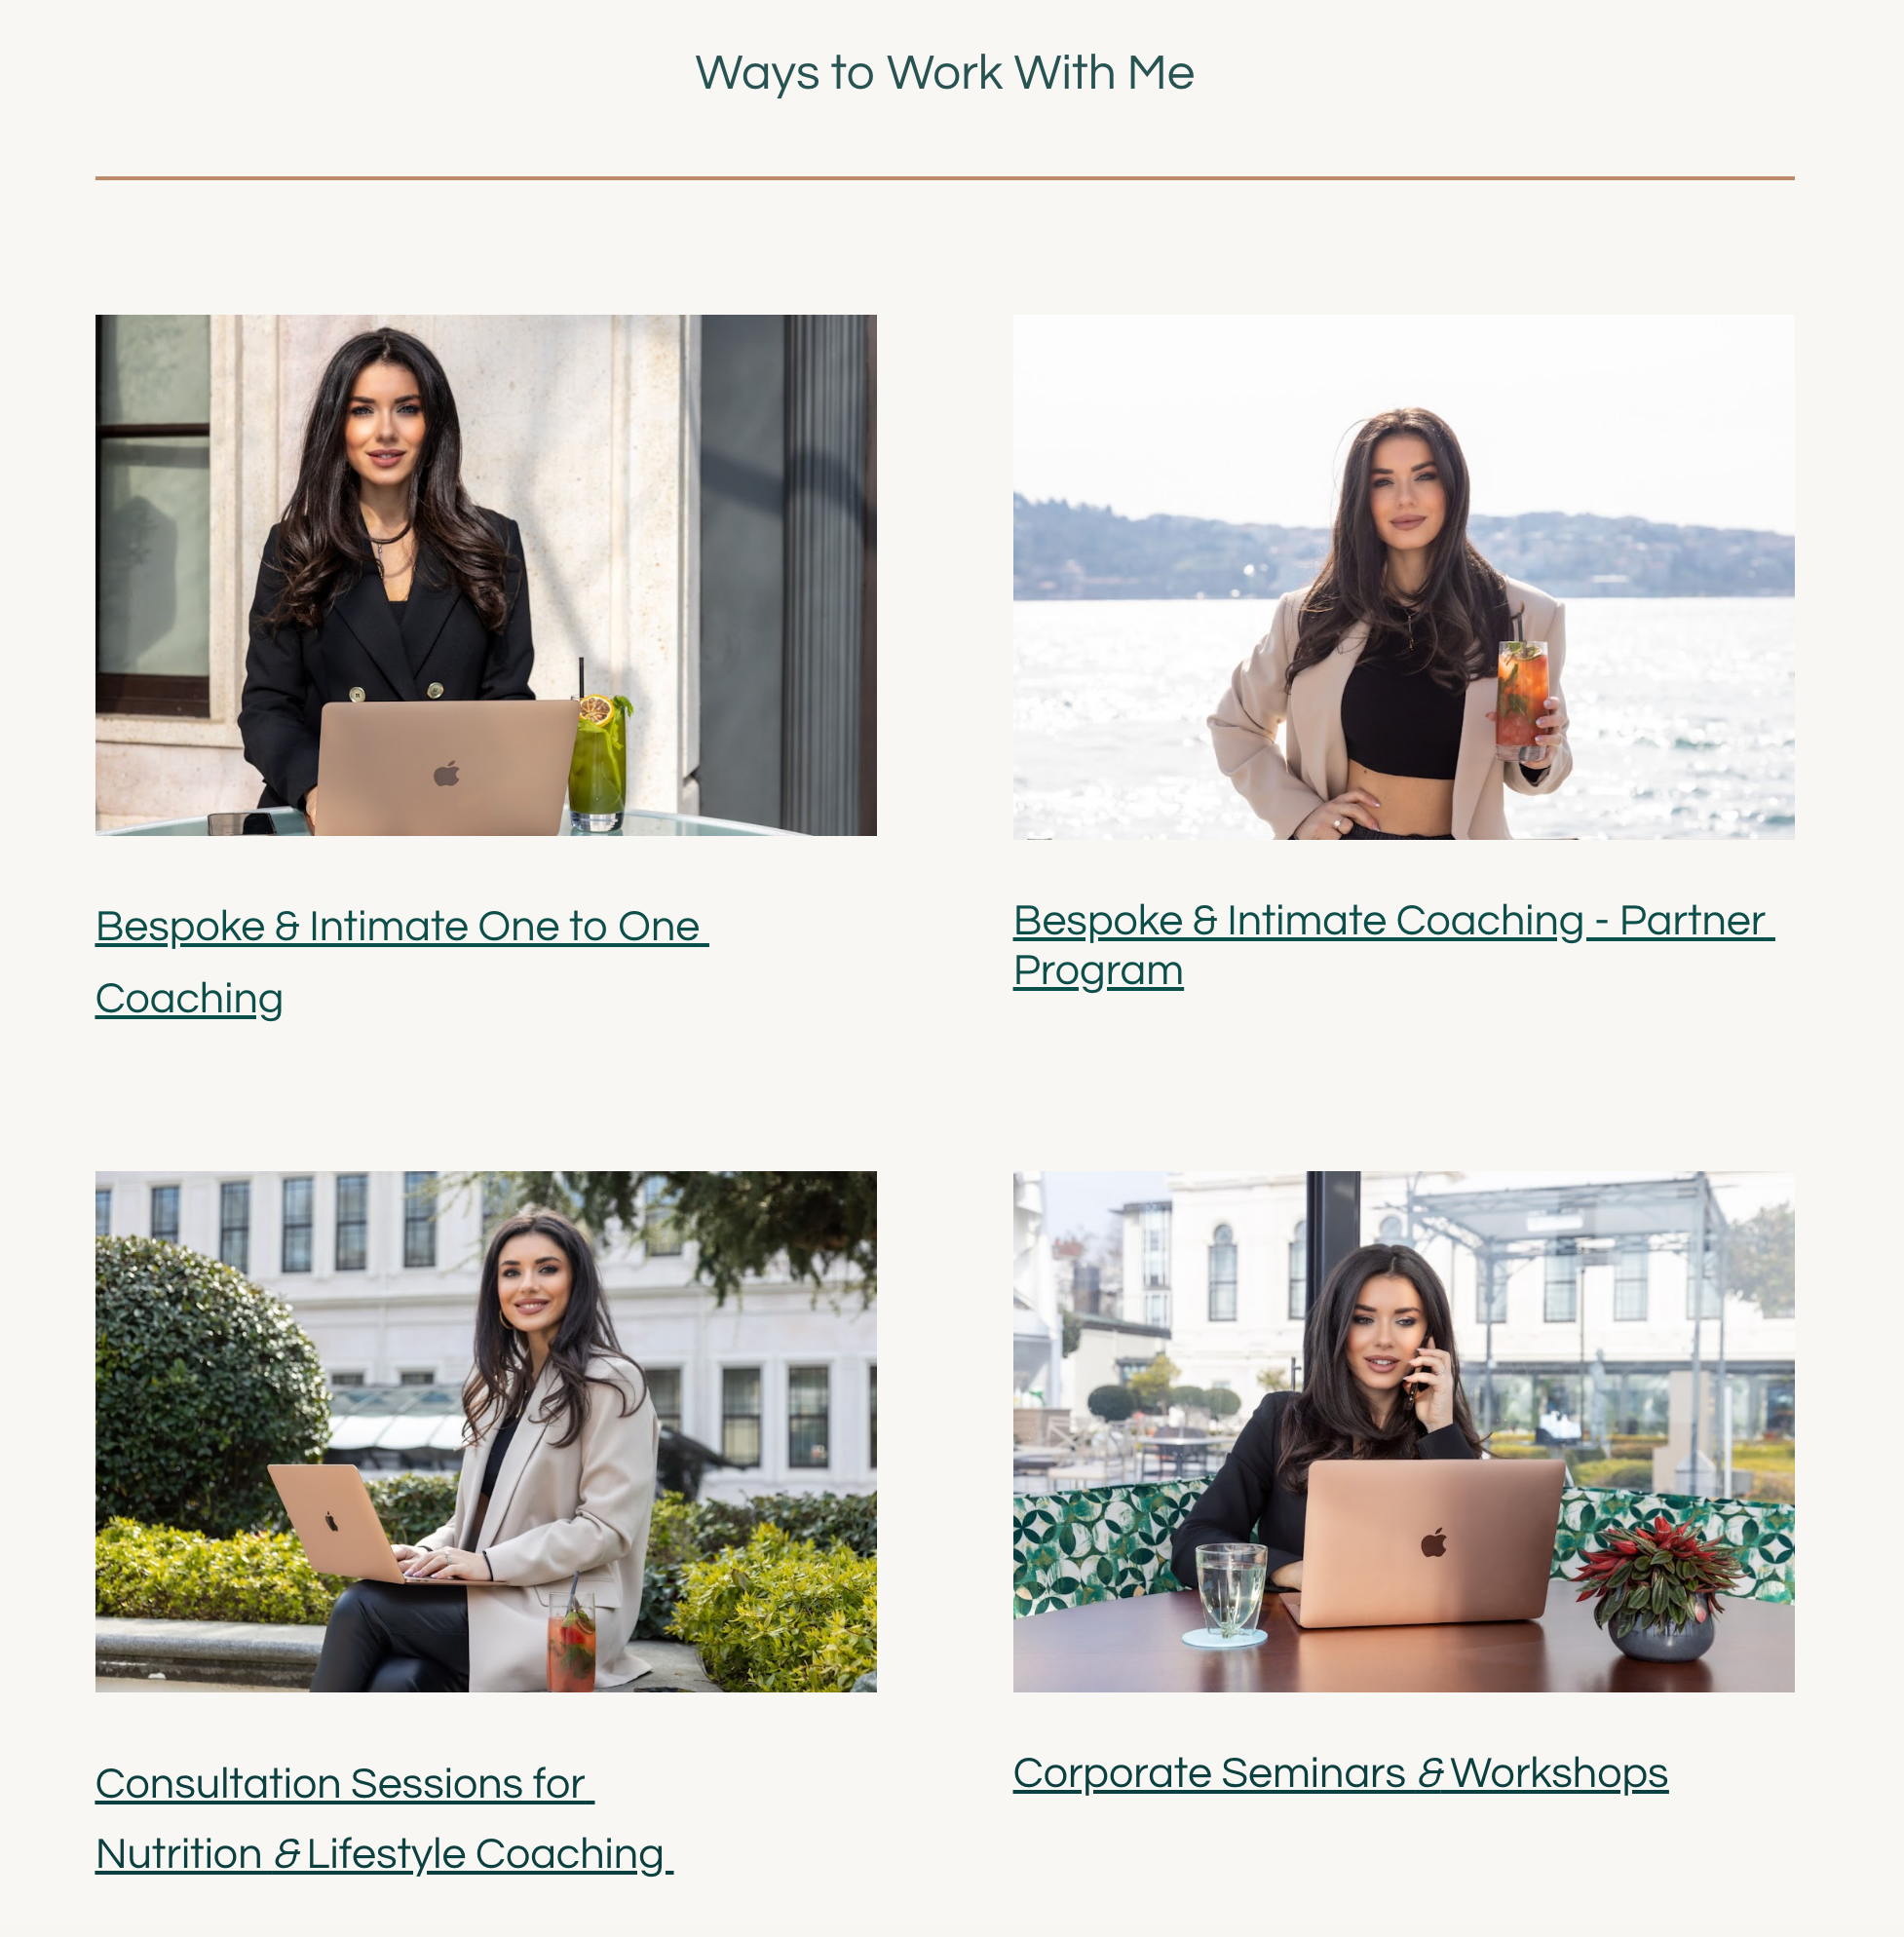 Ways to Work With Me
Bespoke & Intimate One to One
Coaching
Bespoke & Intimate Coaching - Partner
Program
Consultation Sessions for
Nutrition & Lifestyle Coaching
Corporate Seminars & Workshops